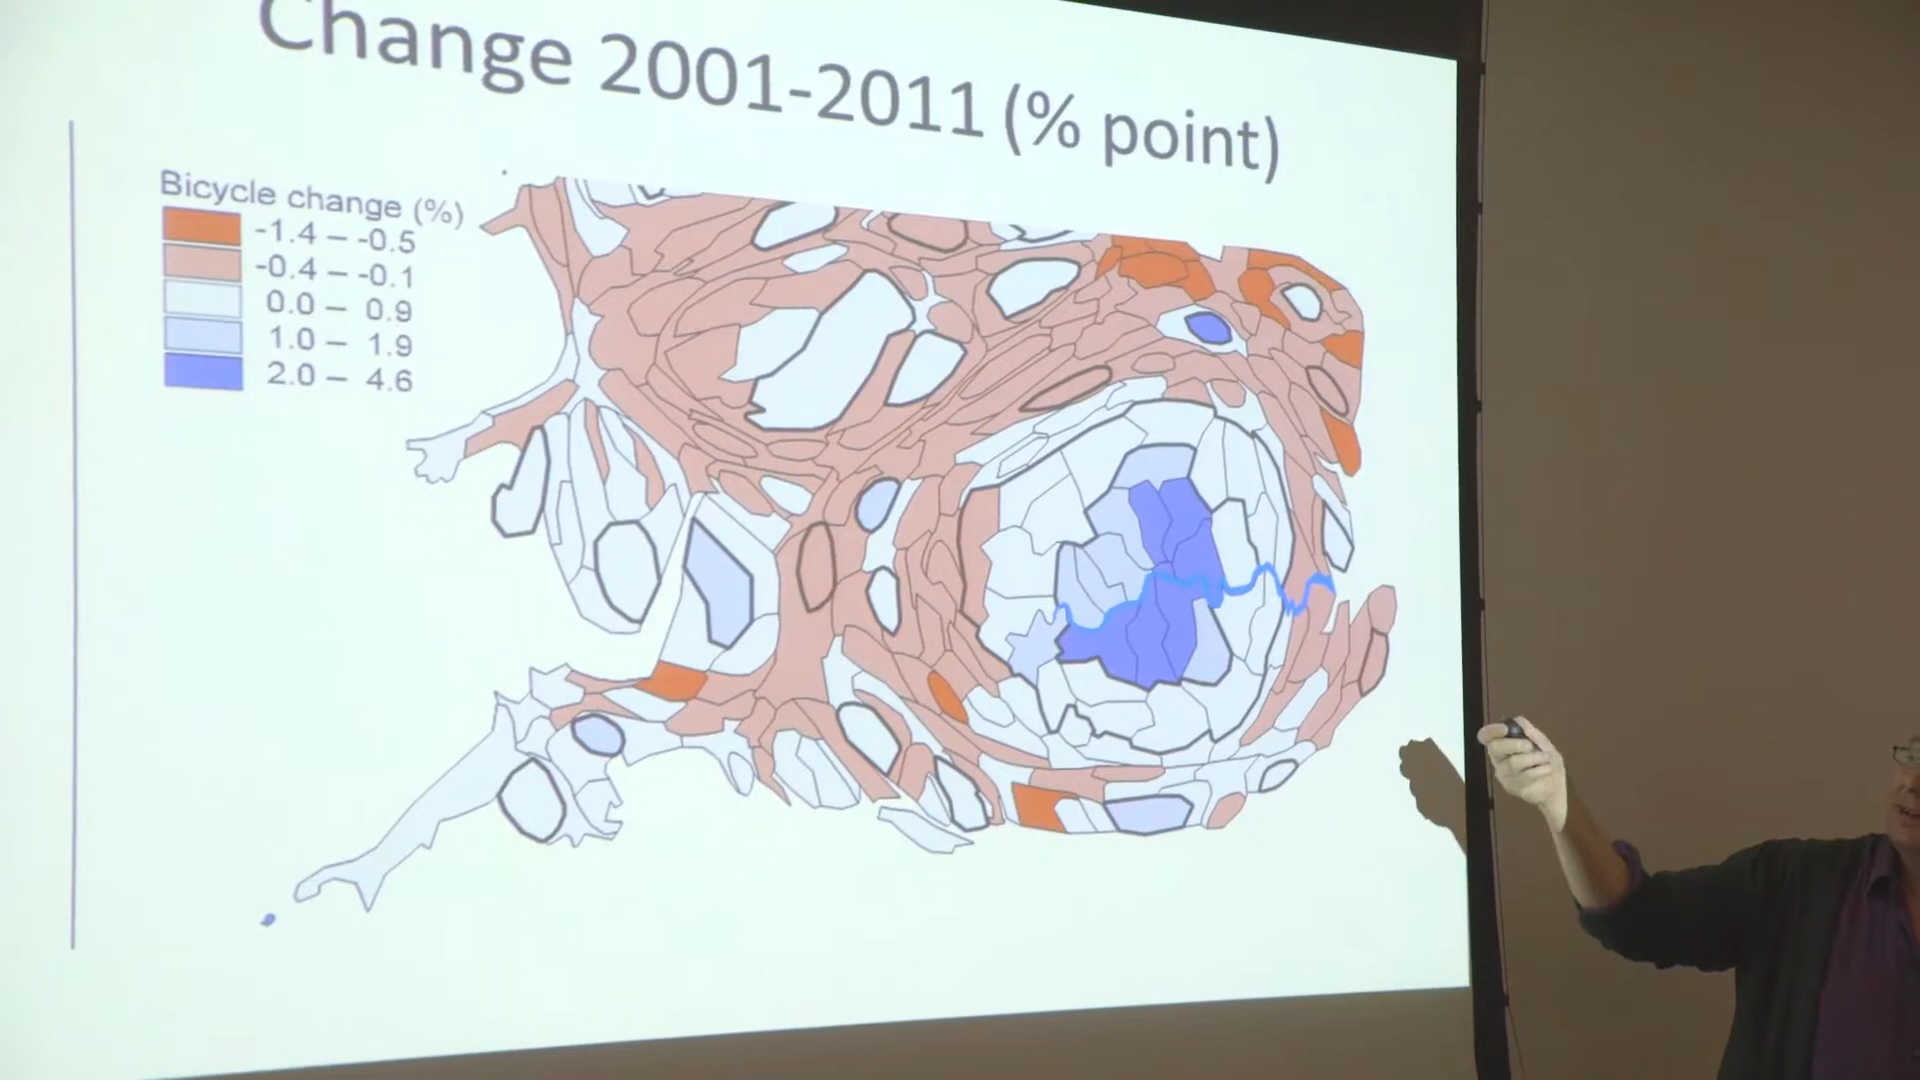 Change 2001-2011 (% point)
Bicycle change (%)
-1.4 – -0.5
-0.4 – -0.1
0.0 – 0.9
1.0 – 1.9
2.0 – 4.6